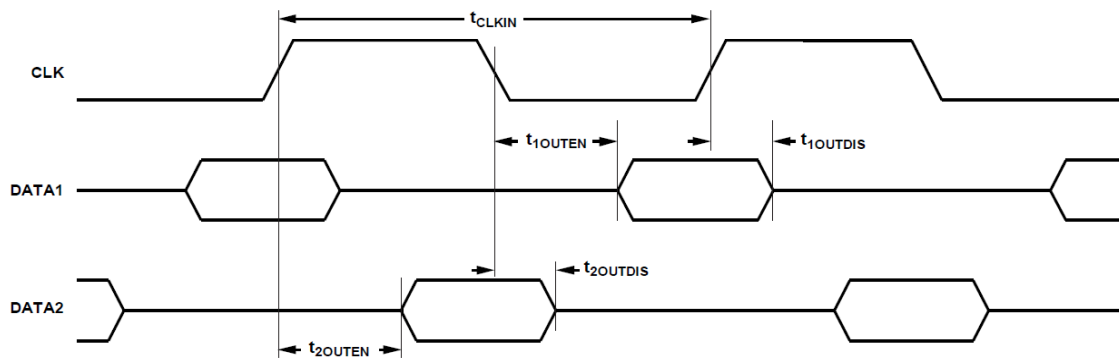 tCLKIN
CLK
t1OUTEN
t1OUTDIS
DATA1
t2OUTDIS
DATA2
t2OUTEN